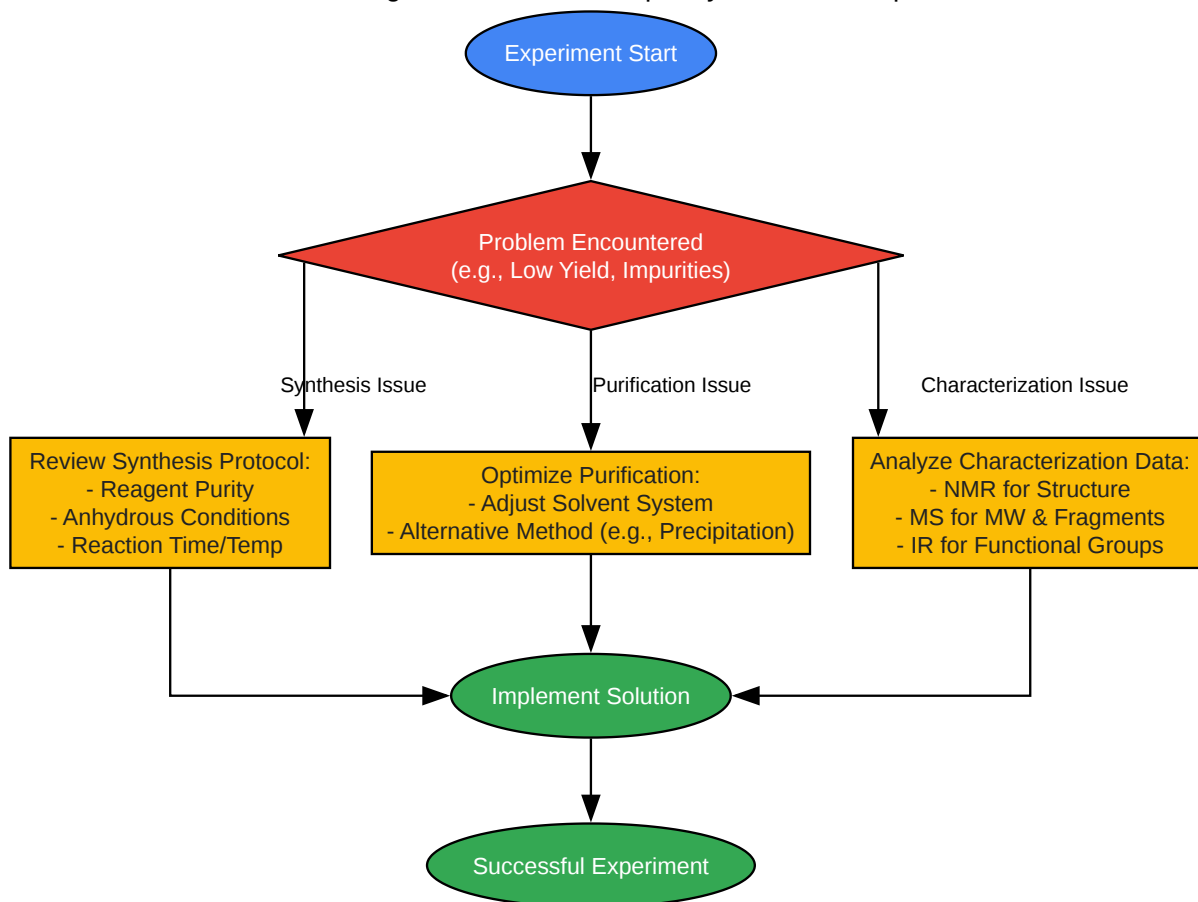 Experiment Start
Problem Encountered
(e.g., Low Yield, Impurities)
Synthesis Issue
Purification Issue
Characterization Issue
Review Synthesis Protocol:
- Reagent Purity
- Anhydrous Conditions
- Reaction Time/Temp
Optimize Purification:
- Adjust Solvent System
- Alternative Method (e.g., Precipitation)
Analyze Characterization Data:
- NMR for Structure
- MS for MW & Fragments
- IR for Functional Groups
Implement Solution
Successful Experiment